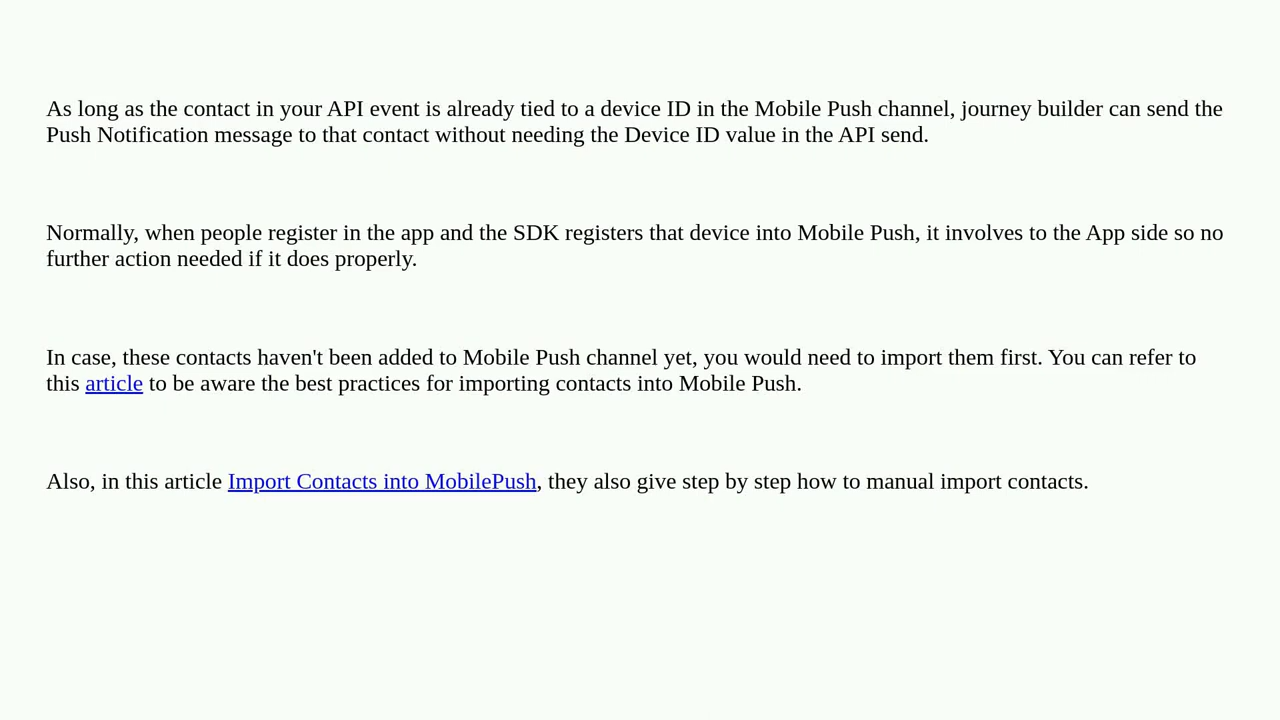 As long as the contact in your API event is already tied to a device ID in the Mobile Push channel, journey builder can send the
Push Notification message to that contact without needing the Device ID value in the API send.
Normally, when people register in the app and the SDK registers that device into Mobile Push, it involves to the App side so no
further action needed if it does properly.
In case, these contacts haven't been added to Mobile Push channel yet, you would need to import them first. You can refer to
this article to be aware the best practices for importing contacts into Mobile Push.
Also, in this article Import Contacts into MobilePush, they also give step by step how to manual import contacts.